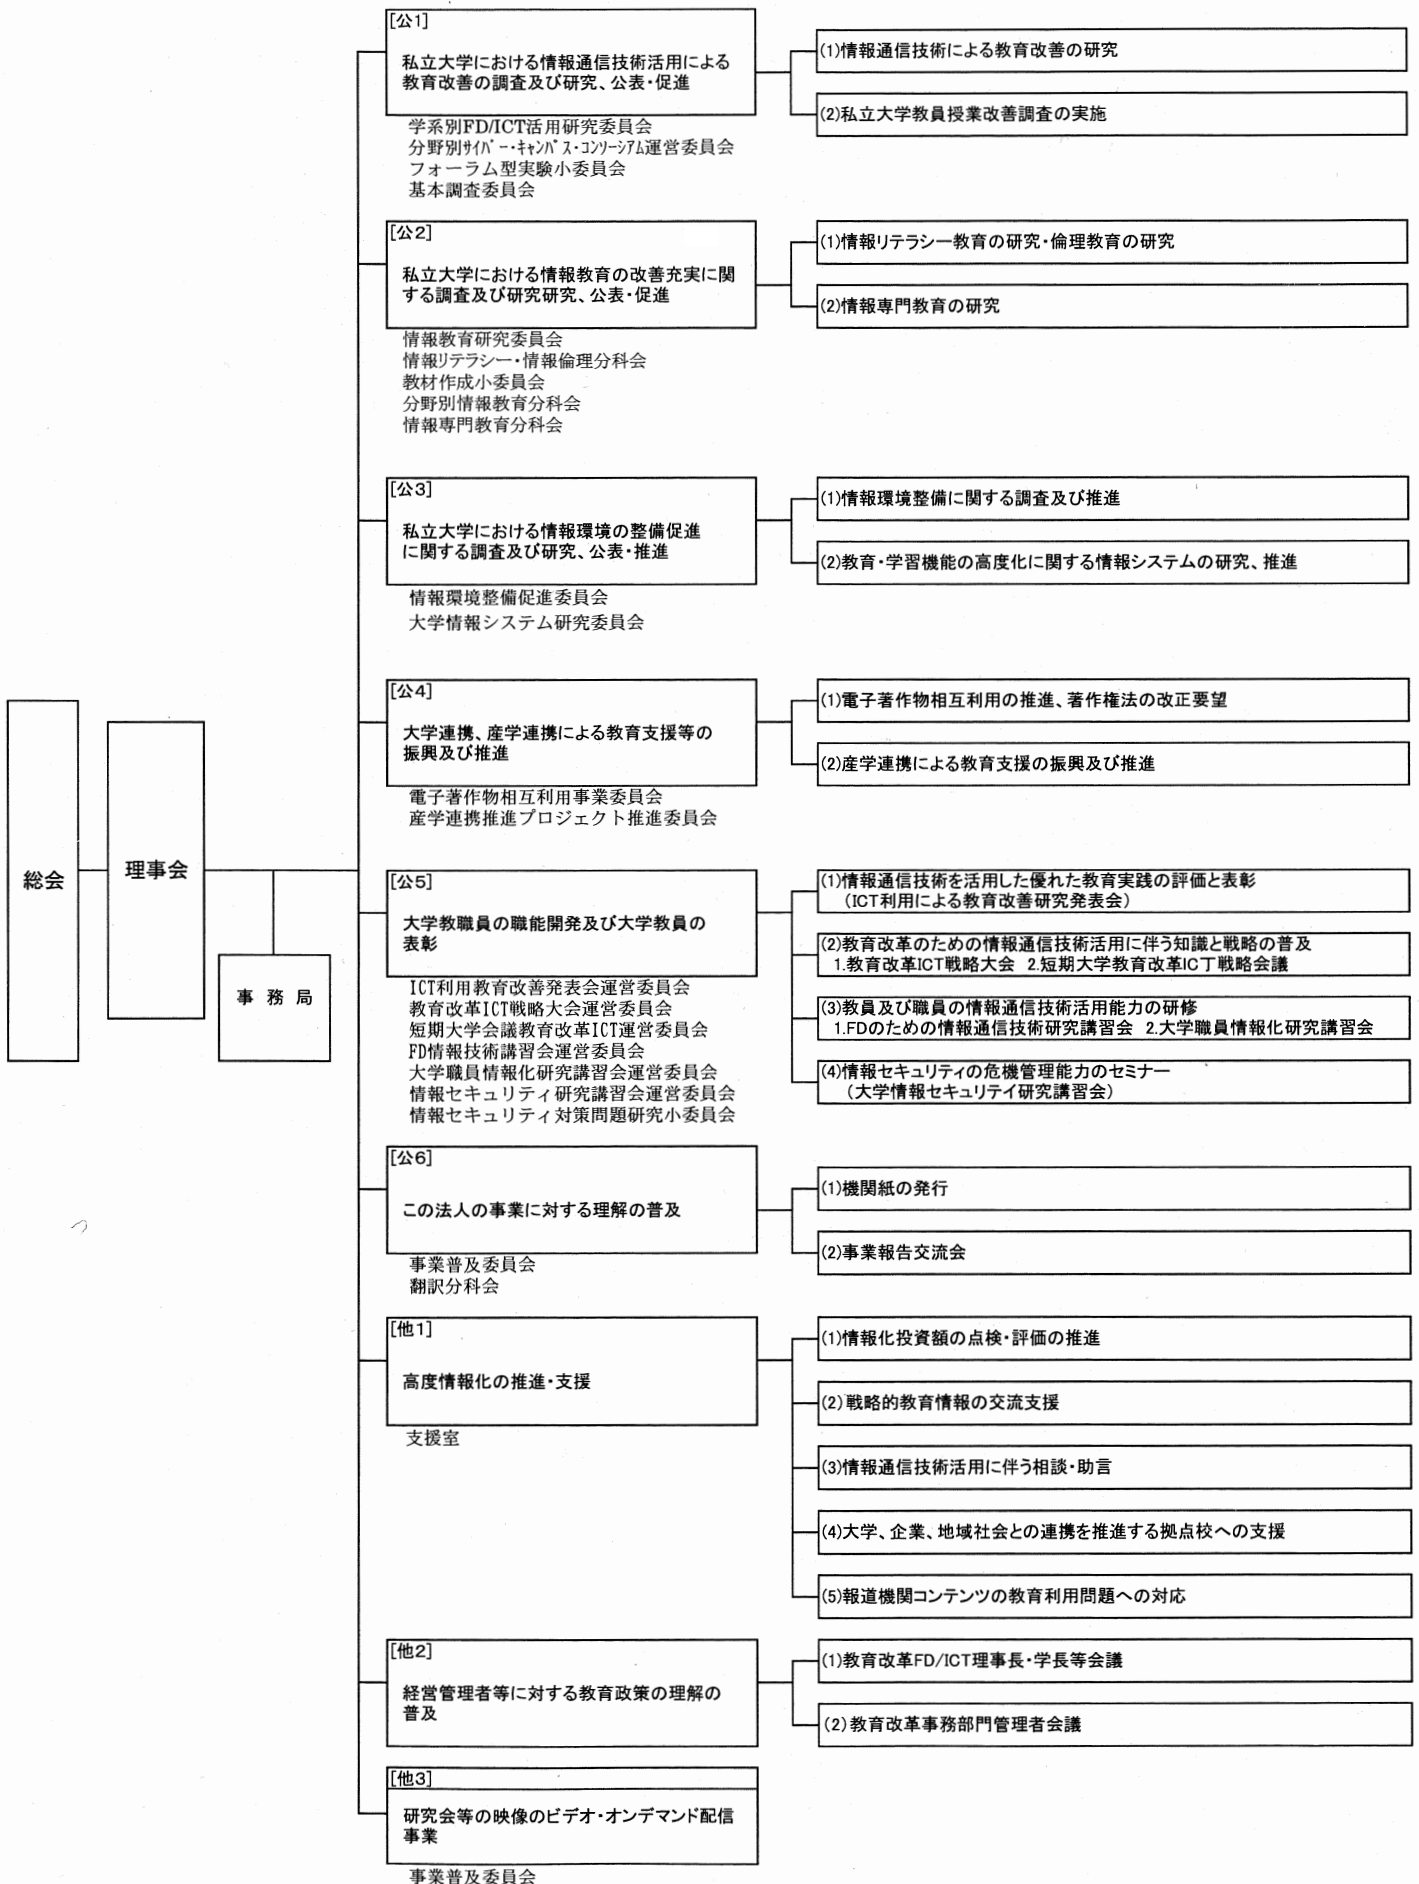 総会
理事会
事 務 局
[公1]
私立大学における情報通信技術活用による
教育改善の調査及び研究、公表・促進
学系別FD/ICT活用研究委員会
分野別ｻｲﾊﾞｰ・ｷｬﾝﾊﾟｽ・ｺﾝｿｰｼｱﾑ運営委員会
フォーラム型実験小委員会
基本調査委員会
(1)情報通信技術による教育改善の研究
(2)私立大学教員授業改善調査の実施
[公2]
私立大学における情報教育の改善充実に関
する調査及び研究研究、公表・促進
情報教育研究委員会
情報リテラシー・情報倫理分科会
教材作成小委員会
分野別情報教育分科会
情報専門教育分科会
(1)情報リテラシー教育の研究・倫理教育の研究
(2)情報専門教育の研究
[公3]
私立大学における情報環境の整備促進
に関する調査及び研究、公表・推進
情報環境整備促進委員会
大学情報システム研究委員会
(1)情報環境整備に関する調査及び推進
(2)教育・学習機能の高度化に関する情報システムの研究、推進
[公4]
大学連携、産学連携による教育支援等の
振興及び推進
電子著作物相互利用事業委員会
産学連携推進プロジェクト推進委員会
(1)電子著作物相互利用の推進、著作権法の改正要望
(2)産学連携による教育支援の振興及び推進
[公5]
大学教職員の職能開発及び大学教員の
表彰
ICT利用教育改善発表会運営委員会
教育改革ICT戦略大会運営委員会
短期大学会議教育改革ICT運営委員会
FD情報技術講習会運営委員会
大学職員情報化研究講習会運営委員会
情報セキュリティ研究講習会運営委員会
情報セキュリティ対策問題研究小委員会
(1)情報通信技術を活用した優れた教育実践の評価と表彰
（ICT利用による教育改善研究発表会）
(2)教育改革のための情報通信技術活用に伴う知識と戦略の普及
1.教育改革ICT戦略大会 2.短期大学教育改革IC丁戦略会議
(3)教員及び職員の情報通信技術活用能力の研修
1.FDのための情報通信技術研究講習会 2.大学職員情報化研究講習会
(4)情報セキュリティの危機管理能力のセミナー
（大学情報セキュリテイ研究講習会）
[公6]
この法人の事業に対する理解の普及
事業普及委員会
翻訳分科会
(1)機関紙の発行
(2)事業報告交流会
[他1]
高度情報化の推進・支援
支援室
(1)情報化投資額の点検・評価の推進
(2)戦略的教育情報の交流支援
(3)情報通信技術活用に伴う相談・助言
(4)大学、企業、地域社会との連携を推進する拠点校への支援
(5)報道機関コンテンツの教育利用問題への対応
[他2]
経営管理者等に対する教育政策の理解の
普及
(1)教育改革FD/ICT理事長・学長等会議
(2)教育改革事務部門管理者会議
[他3]
研究会等の映像のビデオ・オンデマンド配信
事業
事業普及委員会